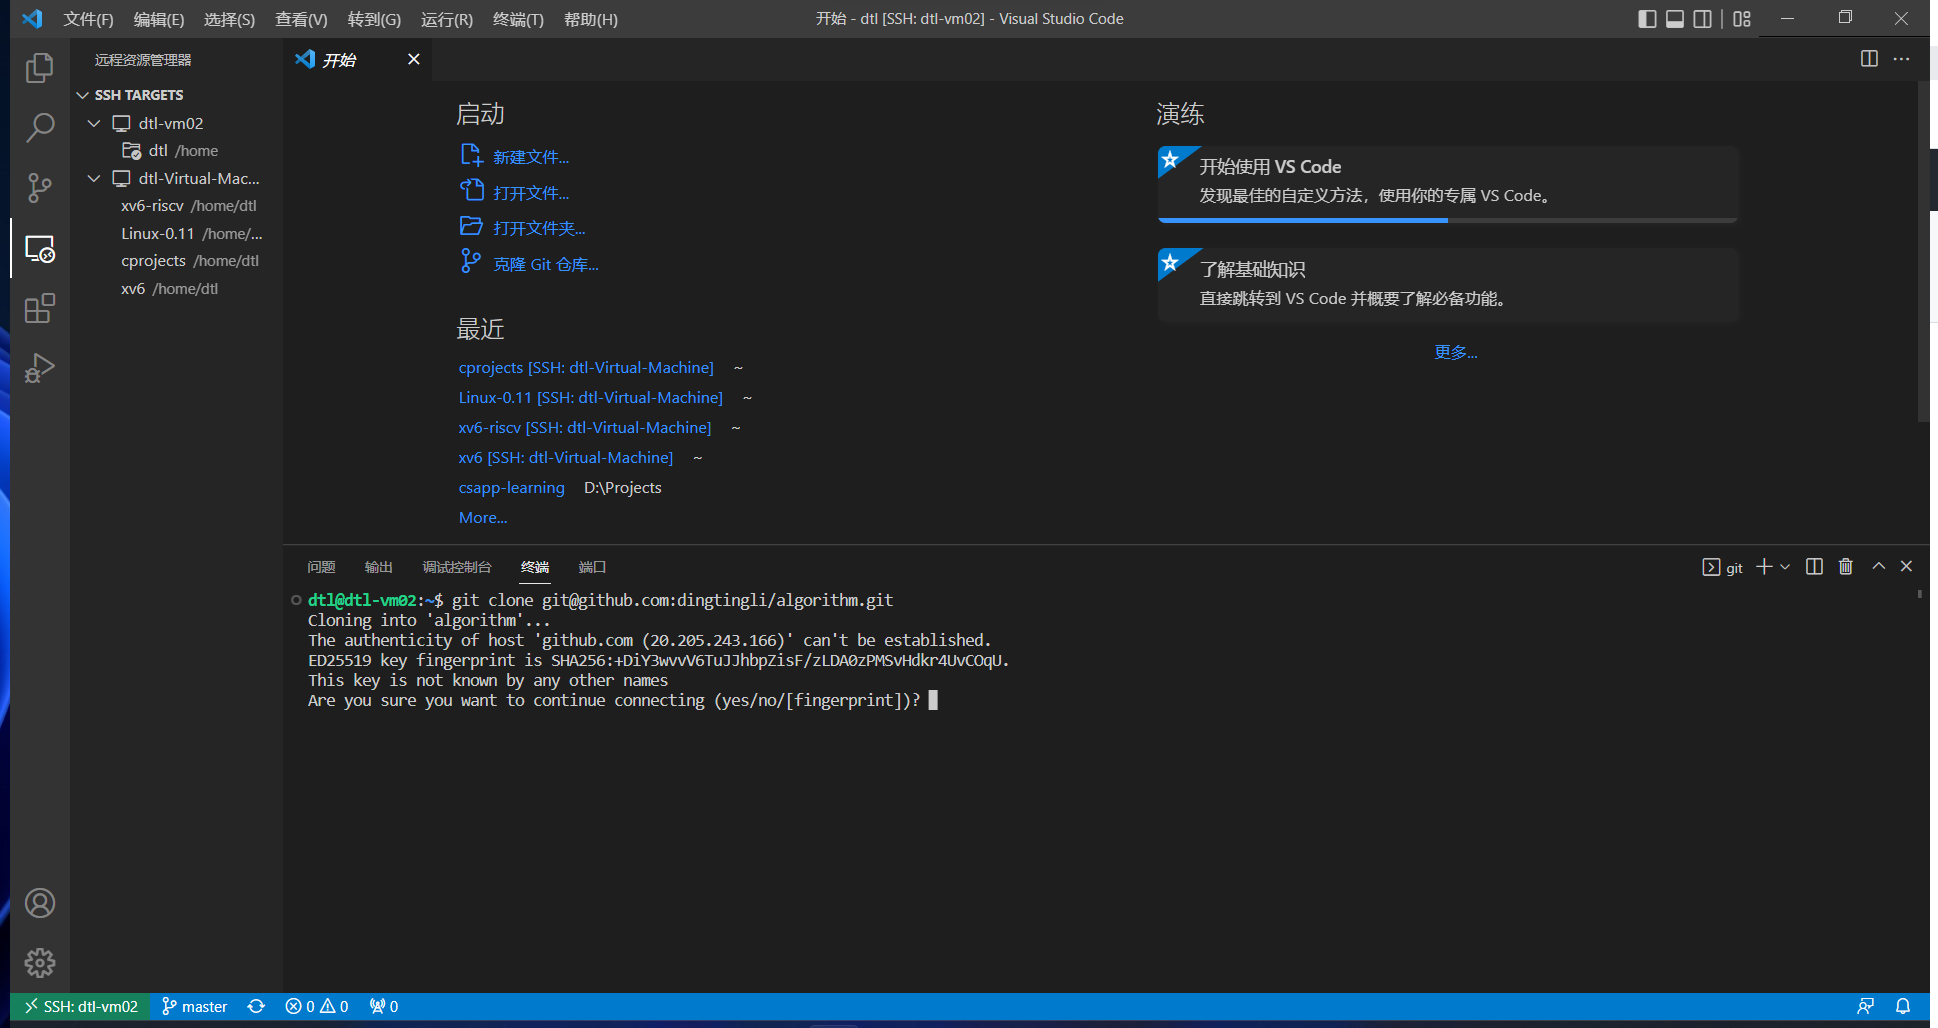 文件(F) 编辑(E) 选择(S) 查看(V) 转到(G) 运行(R) 终端(T) 帮助(H) 开始 - dtl [SSH: dtl-vm02] - Visual Studio Code
远程资源管理器
SSH TARGETS
dtl-vm02
dtl /home
dtl-Virtual-Mac...
xv6-riscv /home/dtl
Linux-0.11 /home/...
cprojects /home/dtl
xv6 /home/dtl
开始
启动
新建文件...
打开文件...
打开文件夹...
克隆 Git 仓库...
最近
cprojects [SSH: dtl-Virtual-Machine] ~
Linux-0.11 [SSH: dtl-Virtual-Machine] ~
xv6-riscv [SSH: dtl-Virtual-Machine] ~
xv6 [SSH: dtl-Virtual-Machine] ~
csapp-learning D:\Projects
More...
演练
开始使用 VS Code
发现最佳的自定义方法，使用你的专属 VS Code。
了解基础知识
直接跳转到 VS Code 并概要了解必备功能。
更多...
问题 输出 调试控制台 终端 端口 git
dtl@dtl-vm02:~$ git clone git@github.com:dingtingli/algorithm.git
Cloning into 'algorithm'...
The authenticity of host 'github.com (20.205.243.166)' can't be established.
ED25519 key fingerprint is SHA256:+DiY3wvvV6TuJJhbpZisF/zLDA0zPMSvHdkr4UvCOqU.
This key is not known by any other names
Are you sure you want to continue connecting (yes/no/[fingerprint])?
SSH: dtl-vm02 master 0 0 0